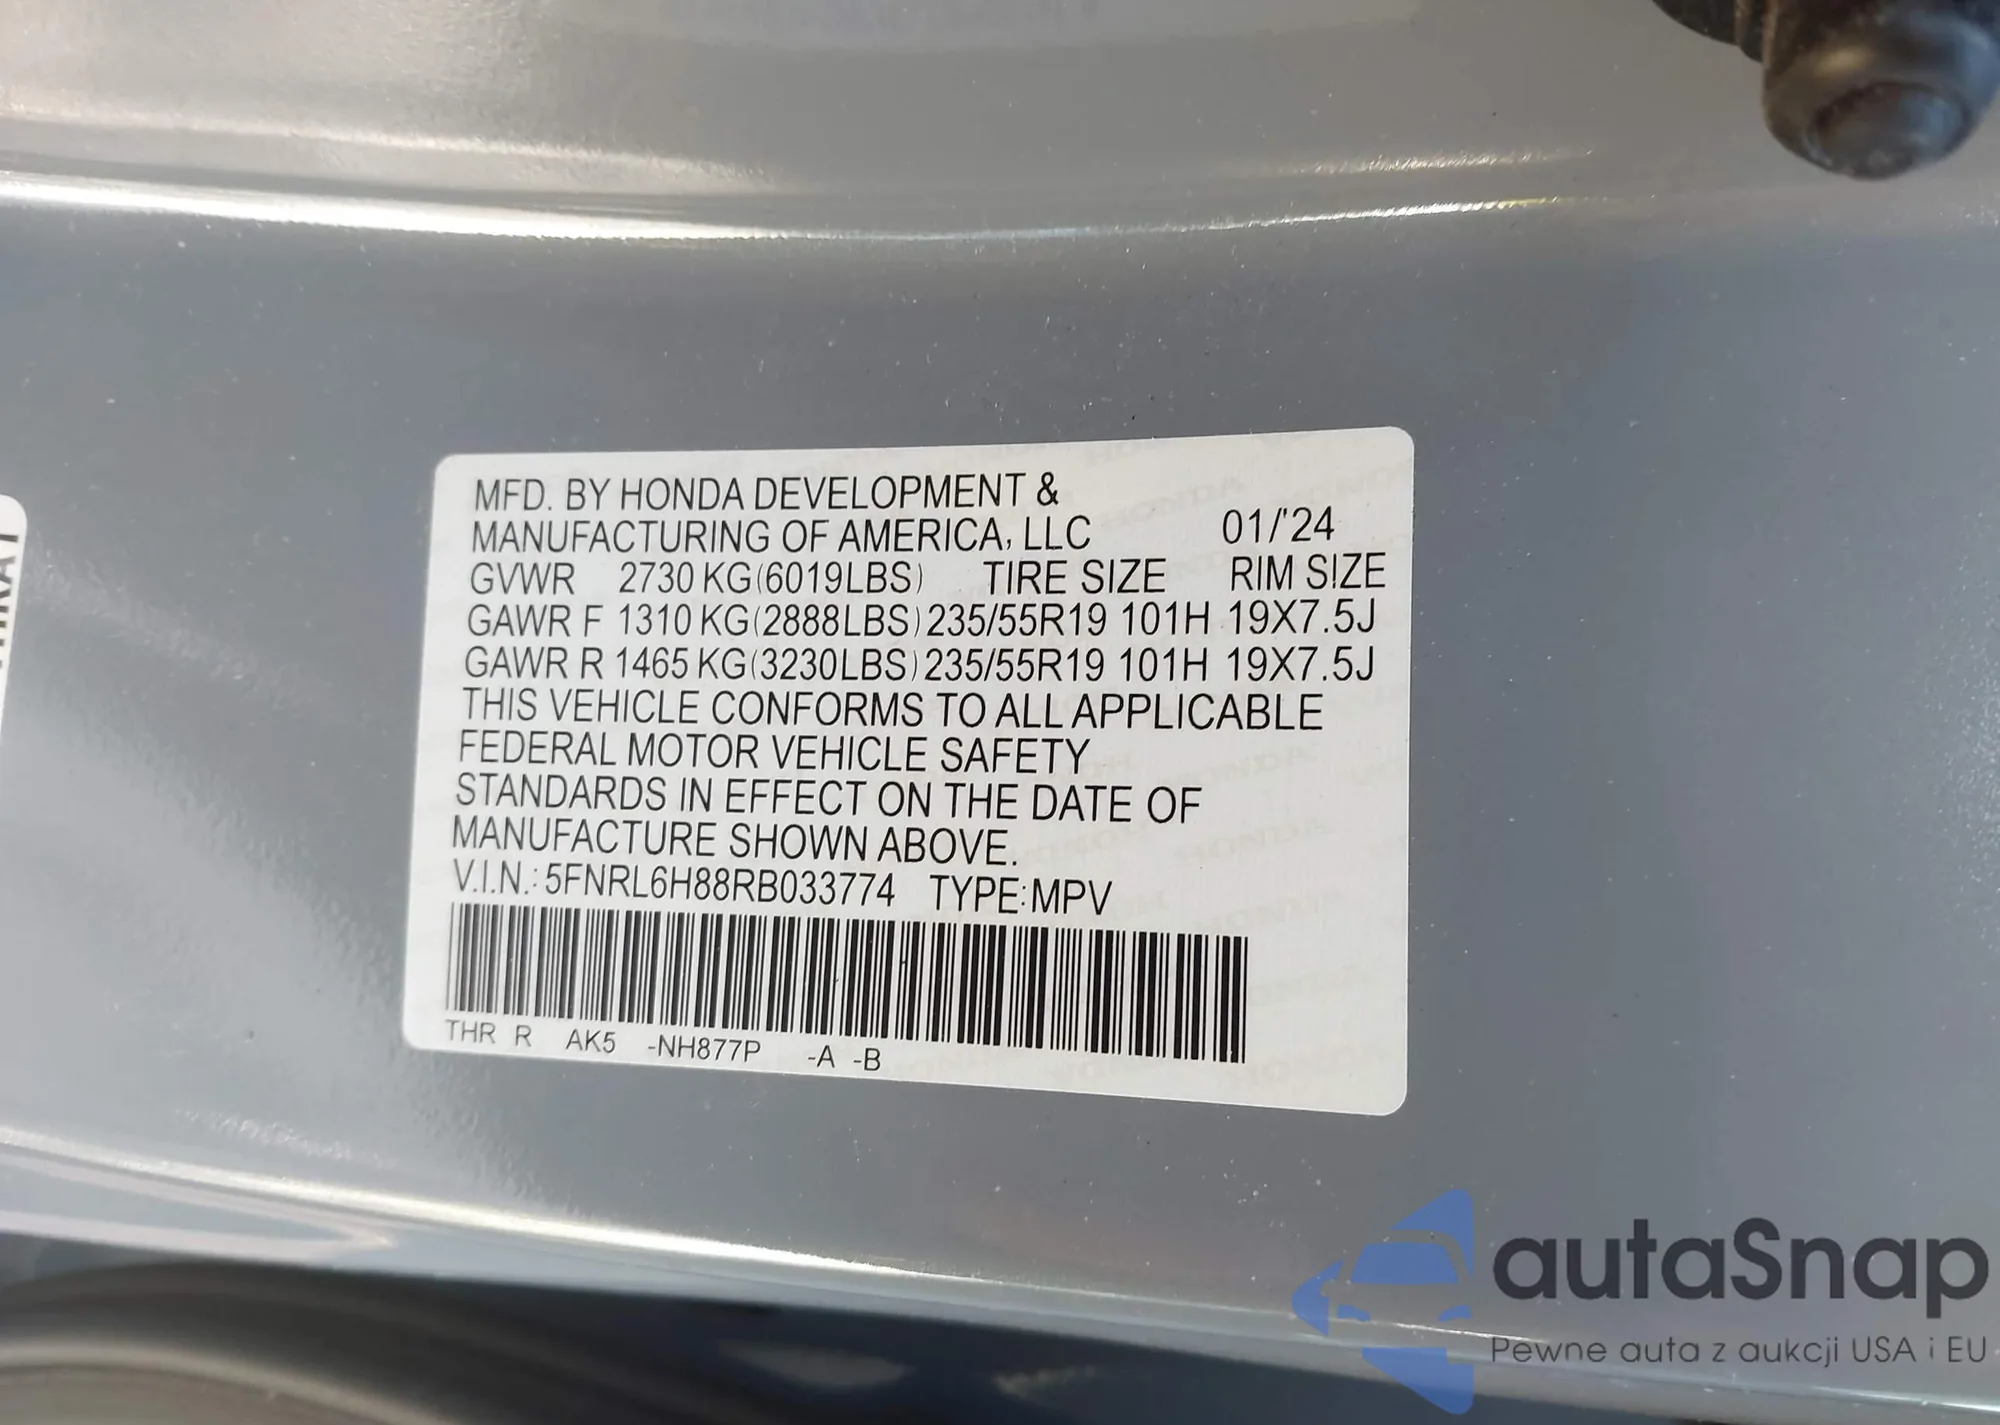 MFD. BY HONDA DEVELOPMENT &
MANUFACTURING OF AMERICA, LLC 01/'24
GVWR 2730 KG(6019LBS) TIRE SIZE RIM SIZE
GAWR F 1310 KG(2888LBS) 235/55R19 101H 19X7.5J
GAWR R 1465 KG(3230LBS) 235/55R19 101H 19X7.5J
THIS VEHICLE CONFORMS TO ALL APPLICABLE
FEDERAL MOTOR VEHICLE SAFETY
STANDARDS IN EFFECT ON THE DATE OF
MANUFACTURE SHOWN ABOVE.
V.I.N.: 5FNRL6H88RB033774 TYPE:MPV
THR R AK5 -NH877P -A -B
autaSnap
Pewne auta z aukcji USA i EU